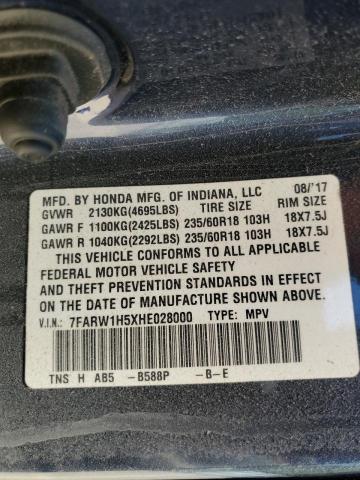 MFD. BY HONDA MFG. OF INDIANA, LLC 08/'17
GVWR 2130KG(4695LBS) TIRE SIZE RIM SIZE
GAWR F 1100KG(2425LBS) 235/60R18 103H 18X7.5J
GAWR R 1040KG(2292LBS) 235/60R18 103H 18X7.5J
THIS VEHICLE CONFORMS TO ALL APPLICABLE
FEDERAL MOTOR VEHICLE SAFETY
AND THEFT PREVENTION STANDARDS IN EFFECT
ON THE DATE OF MANUFACTURE SHOWN ABOVE.
V.I.N.: 7FARW1H5XHE028000 TYPE: MPV
TNS H AB5 -B588P -B-E